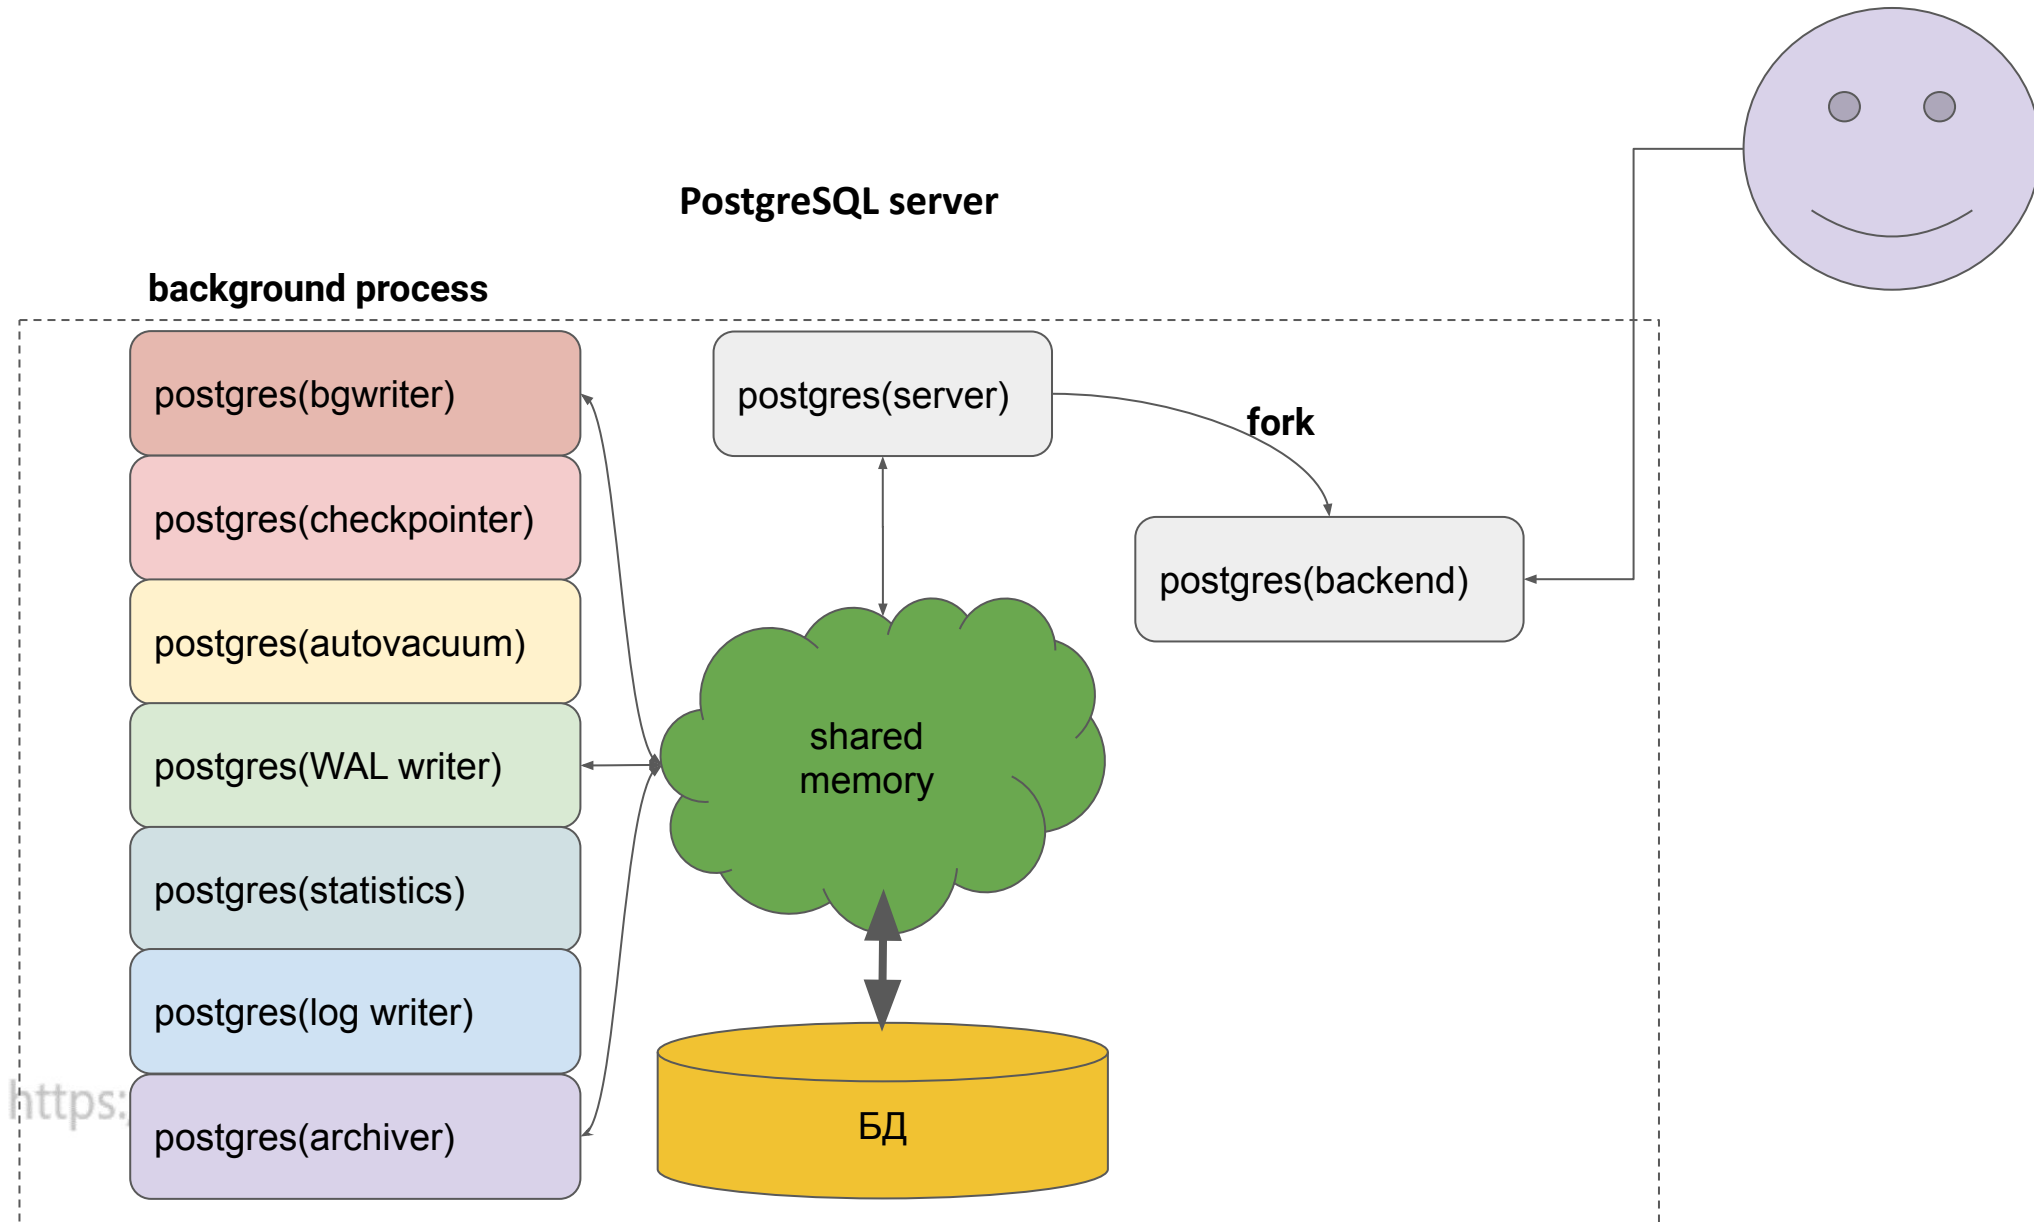 PostgreSQL server
background process
postgres(bgwriter)
postgres(server)
fork
postgres(checkpointer)
postgres(backend)
postgres(autovacuum)
shared
memory
postgres(WAL writer)
postgres(statistics)
postgres(log writer)
https:
postgres(archiver)
БД